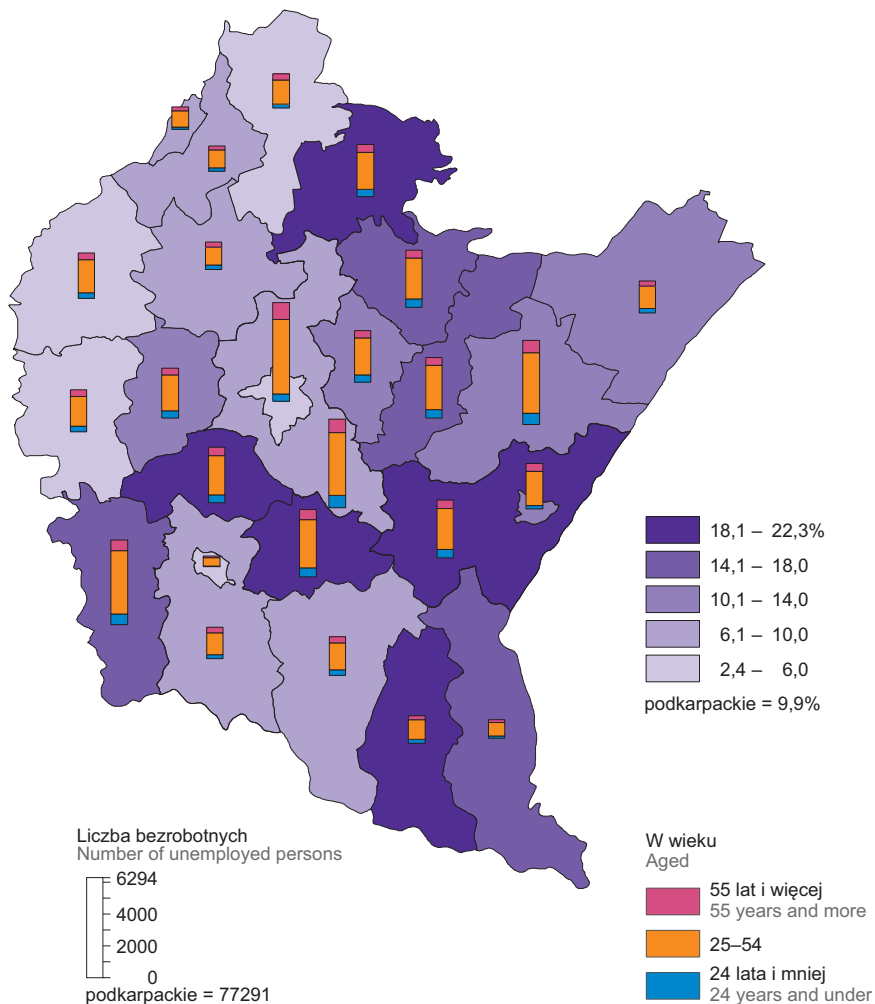 18,1 – 22,3%
14,1 – 18,0
10,1 – 14,0
6,1 – 10,0
2,4 – 6,0
podkarpackie = 9,9%
Liczba bezrobotnych
Number of unemployed persons
6294
4000
2000
0
podkarpackie = 77291
W wieku
Aged
55 lat i więcej
55 years and more
25–54
24 lata i mniej
24 years and under